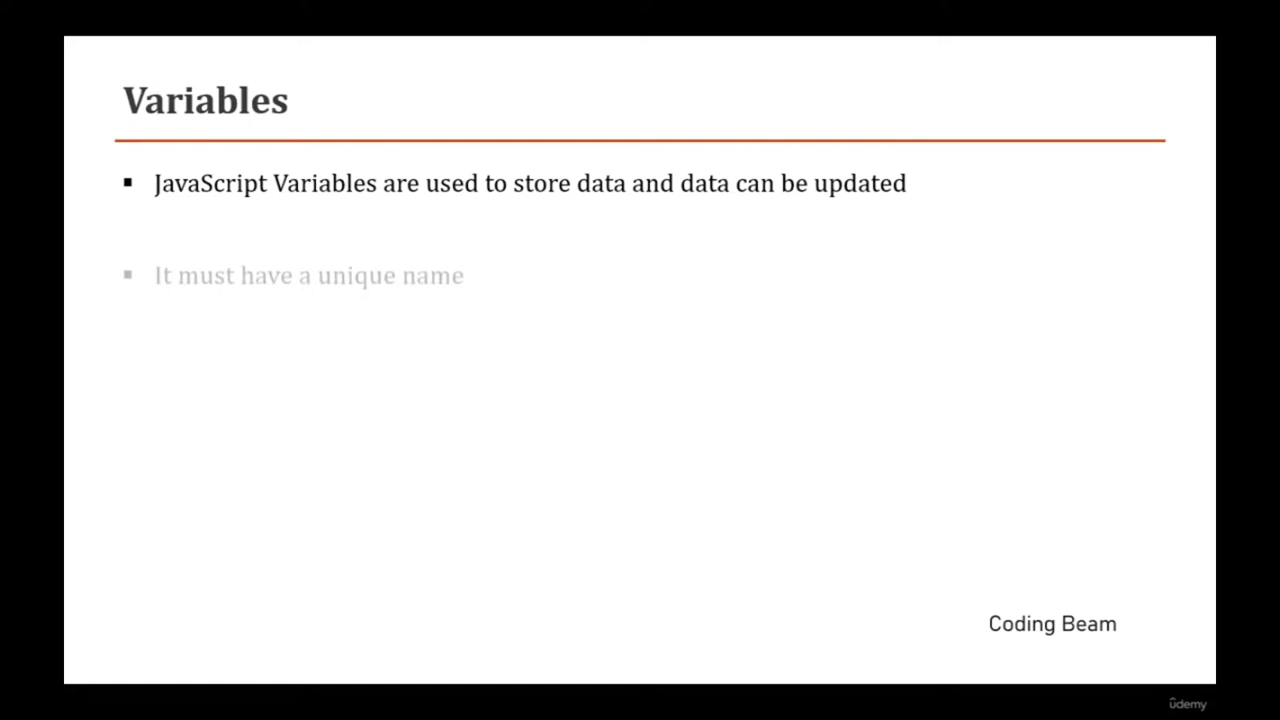 Variables
JavaScript Variables are used to store data and data can be updated
It must have a unique name
Coding Beam
ûdemy